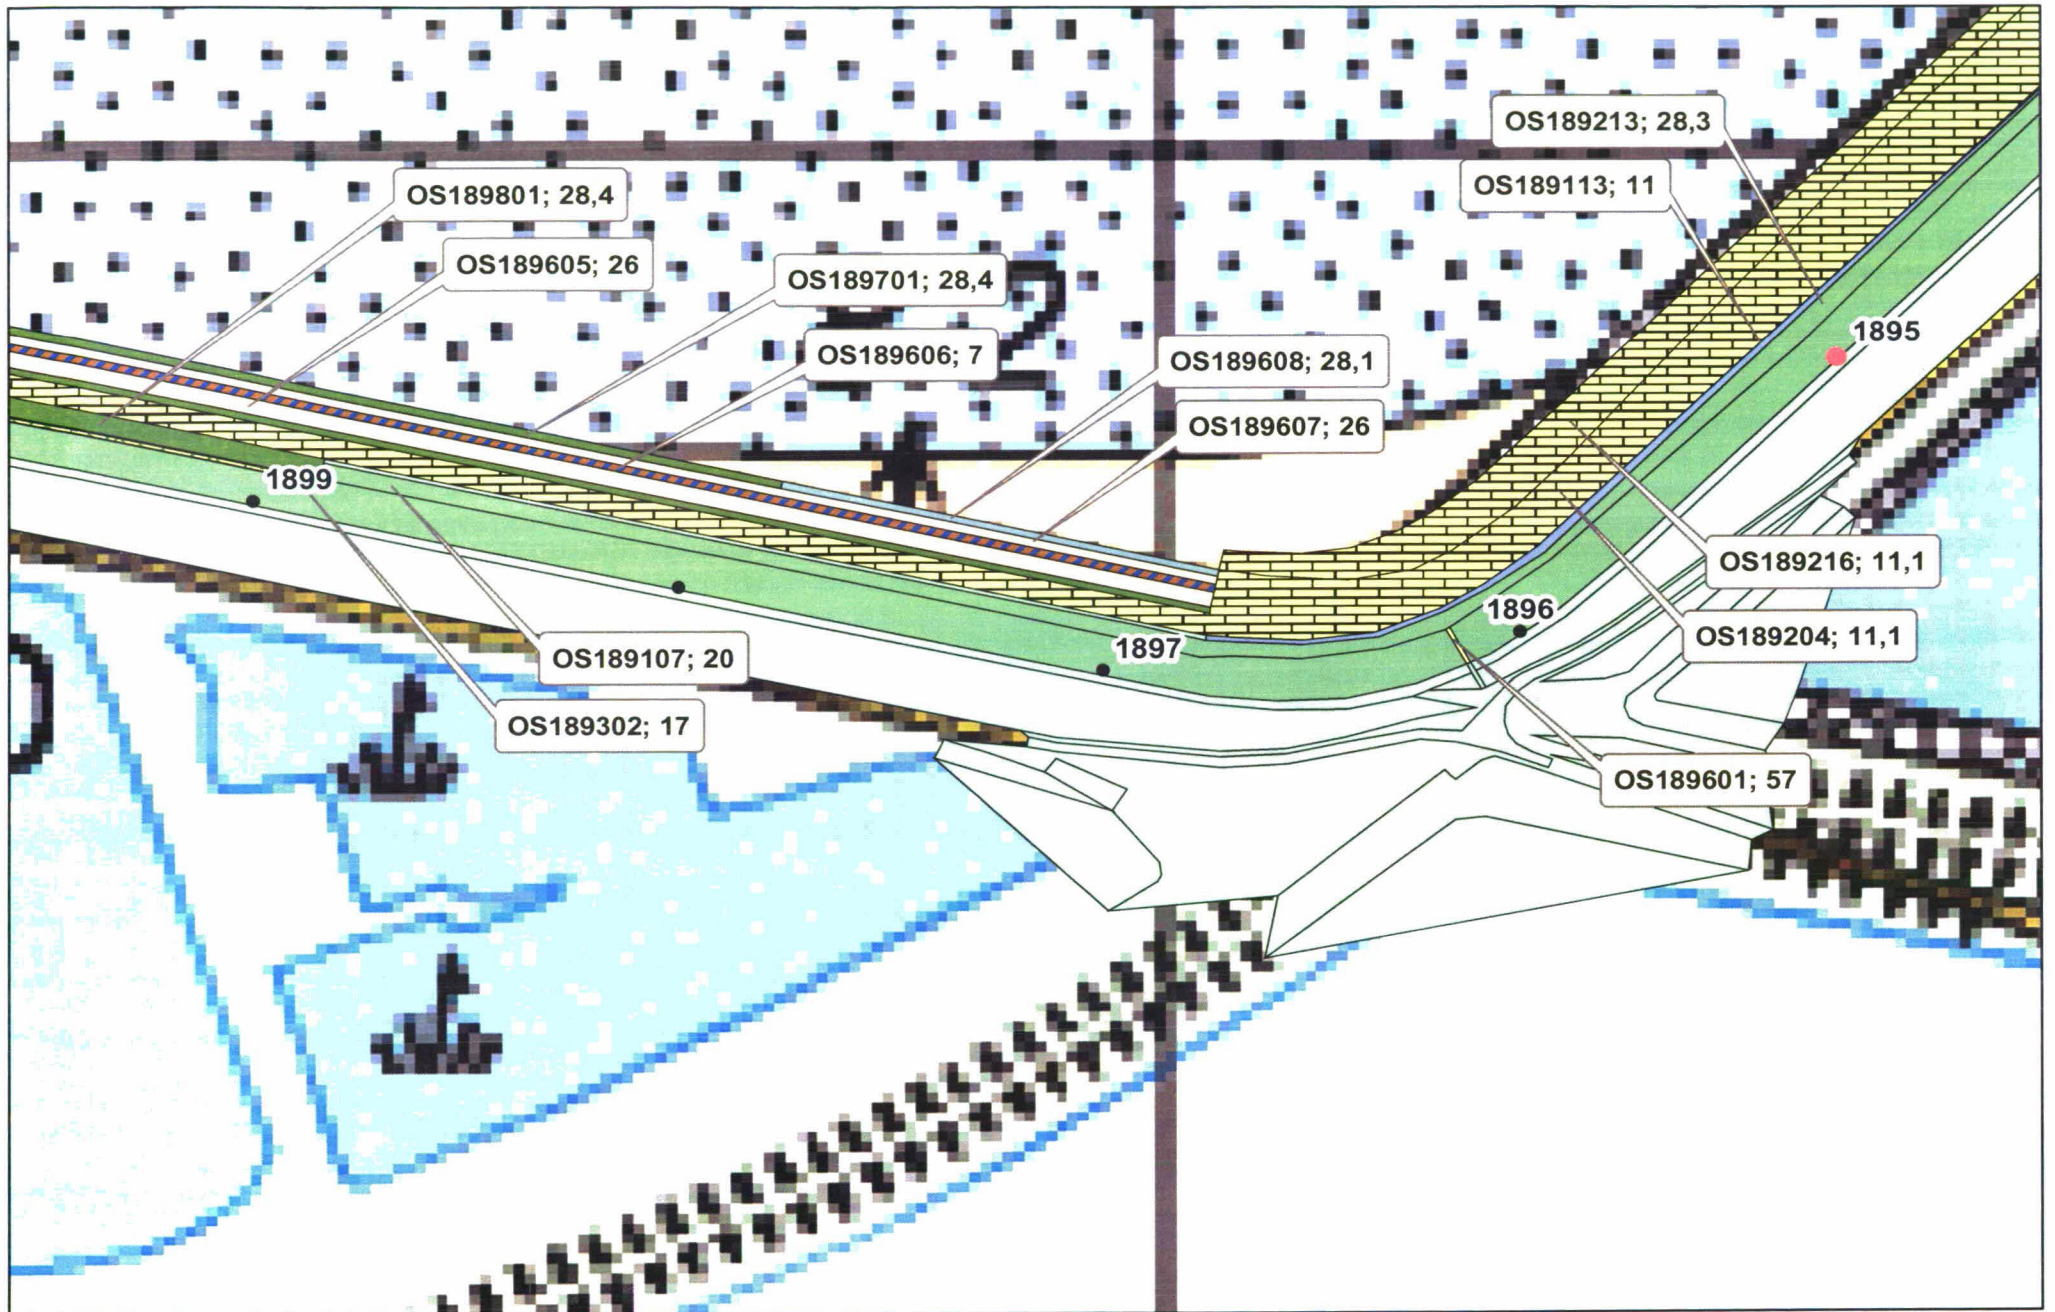 OS189213; 28,3
OS189113; 11
OS189801; 28,4
OS189605; 26
OS189701; 28,4
2
1895
OS189606; 7
OS189608; 28,1
OS189607; 26
1899
OS189216; 11,1
1896
OS189204; 11,1
1897
OS189107; 20
OS189302; 17
OS189601; 57